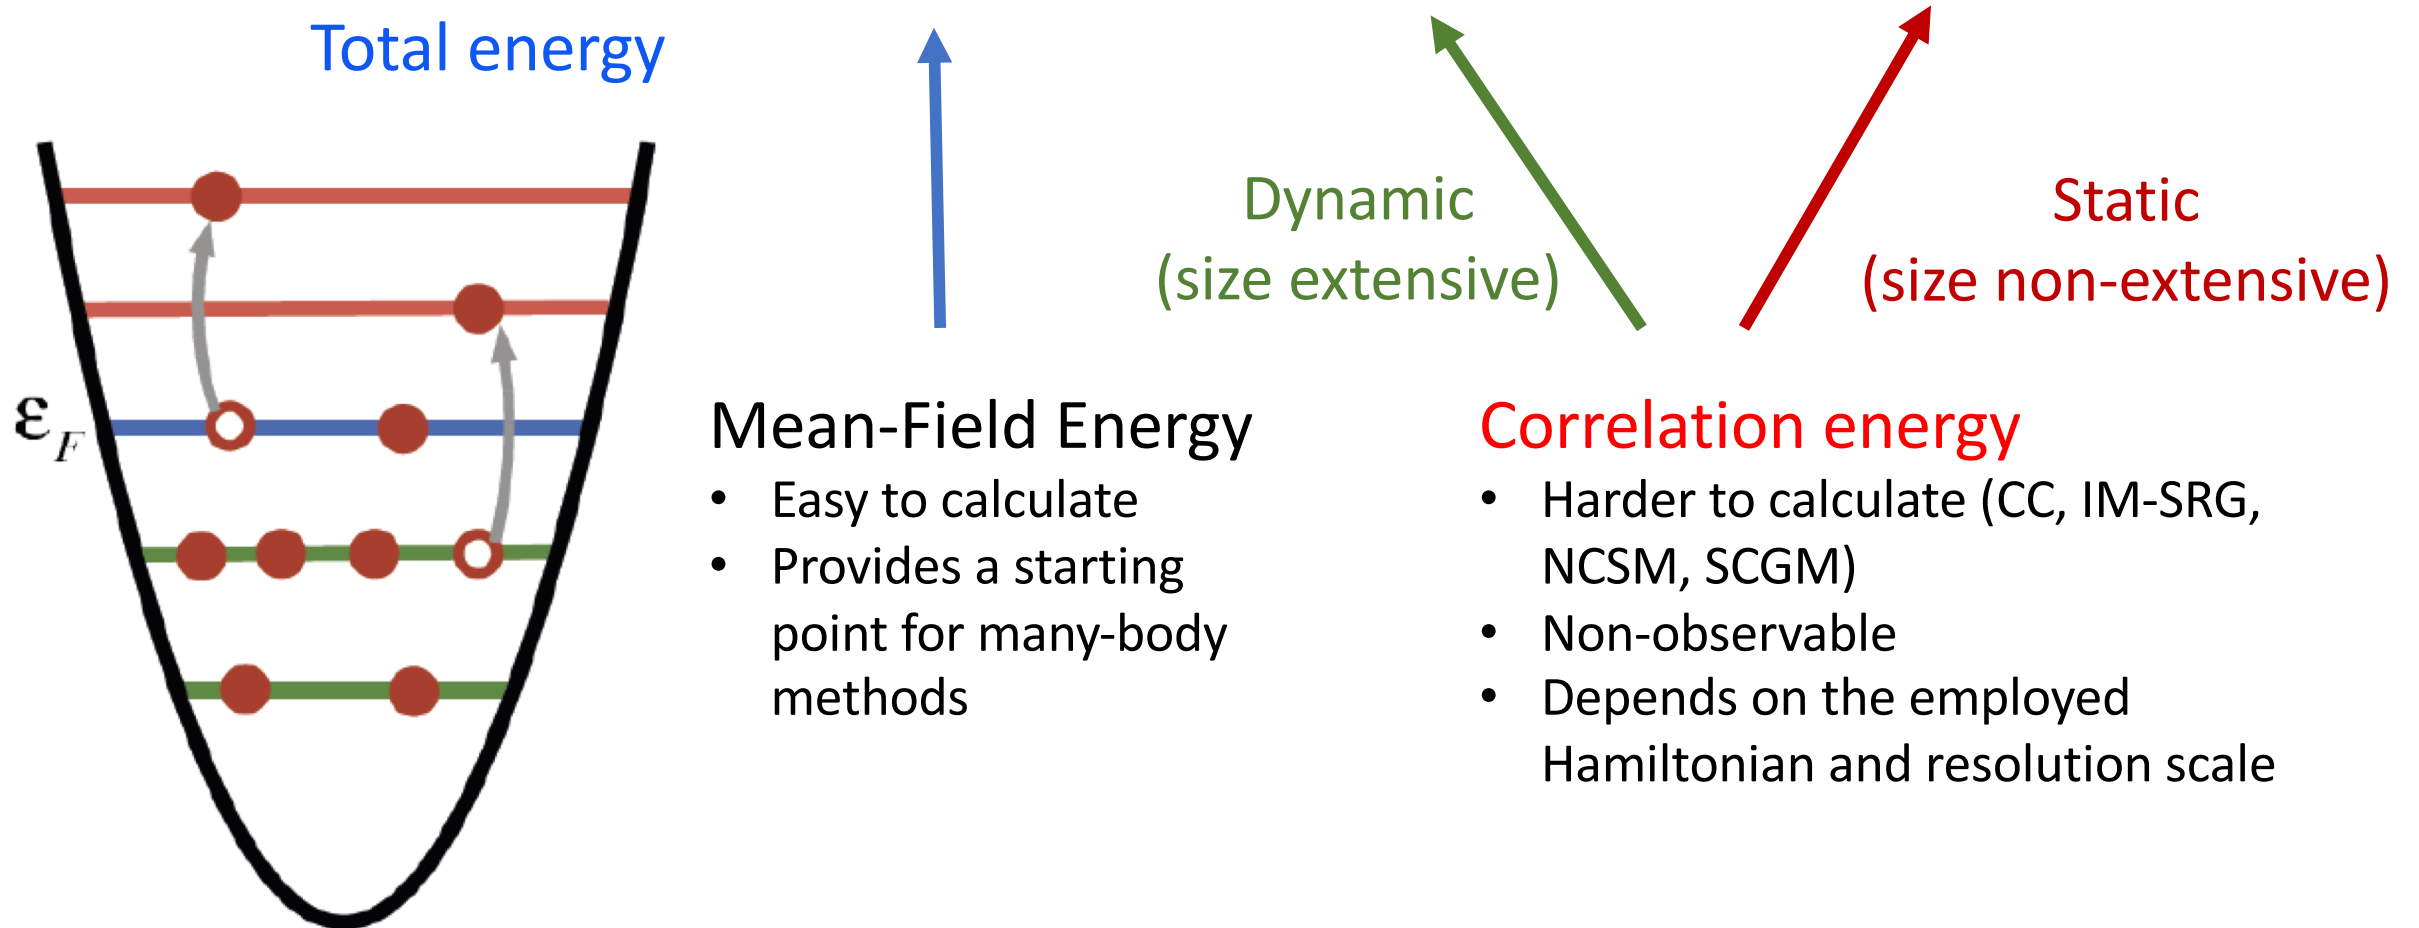 Total energy
Dynamic
(size extensive)
Static
(size non-extensive)
ε_F
Mean-Field Energy
• Easy to calculate
• Provides a starting
point for many-body
methods
Correlation energy
• Harder to calculate (CC, IM-SRG,
NCSM, SCGM)
• Non-observable
• Depends on the employed
Hamiltonian and resolution scale